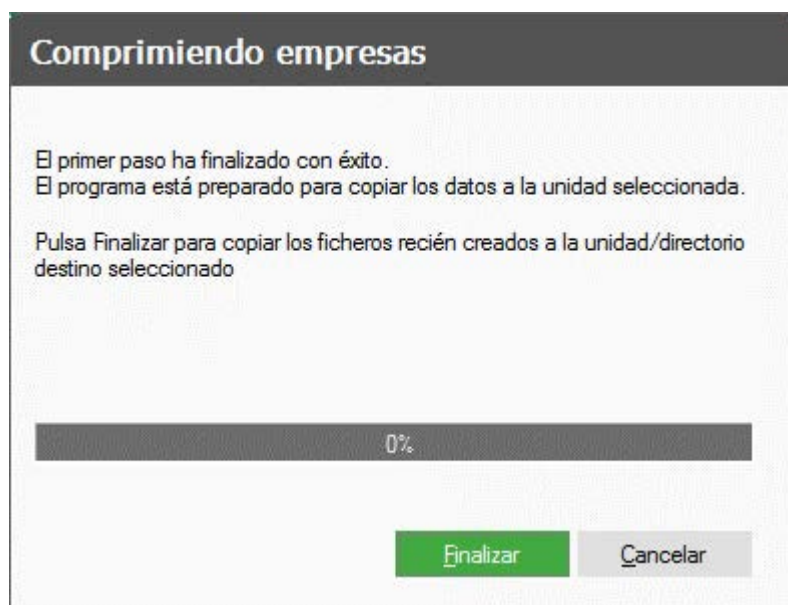 Comprimiendo empresas
El primer paso ha finalizado con éxito.
El programa está preparado para copiar los datos a la unidad seleccionada.
Pulsa Finalizar para copiar los ficheros recién creados a la unidad/directorio
destino seleccionado
0%
Finalizar
Cancelar